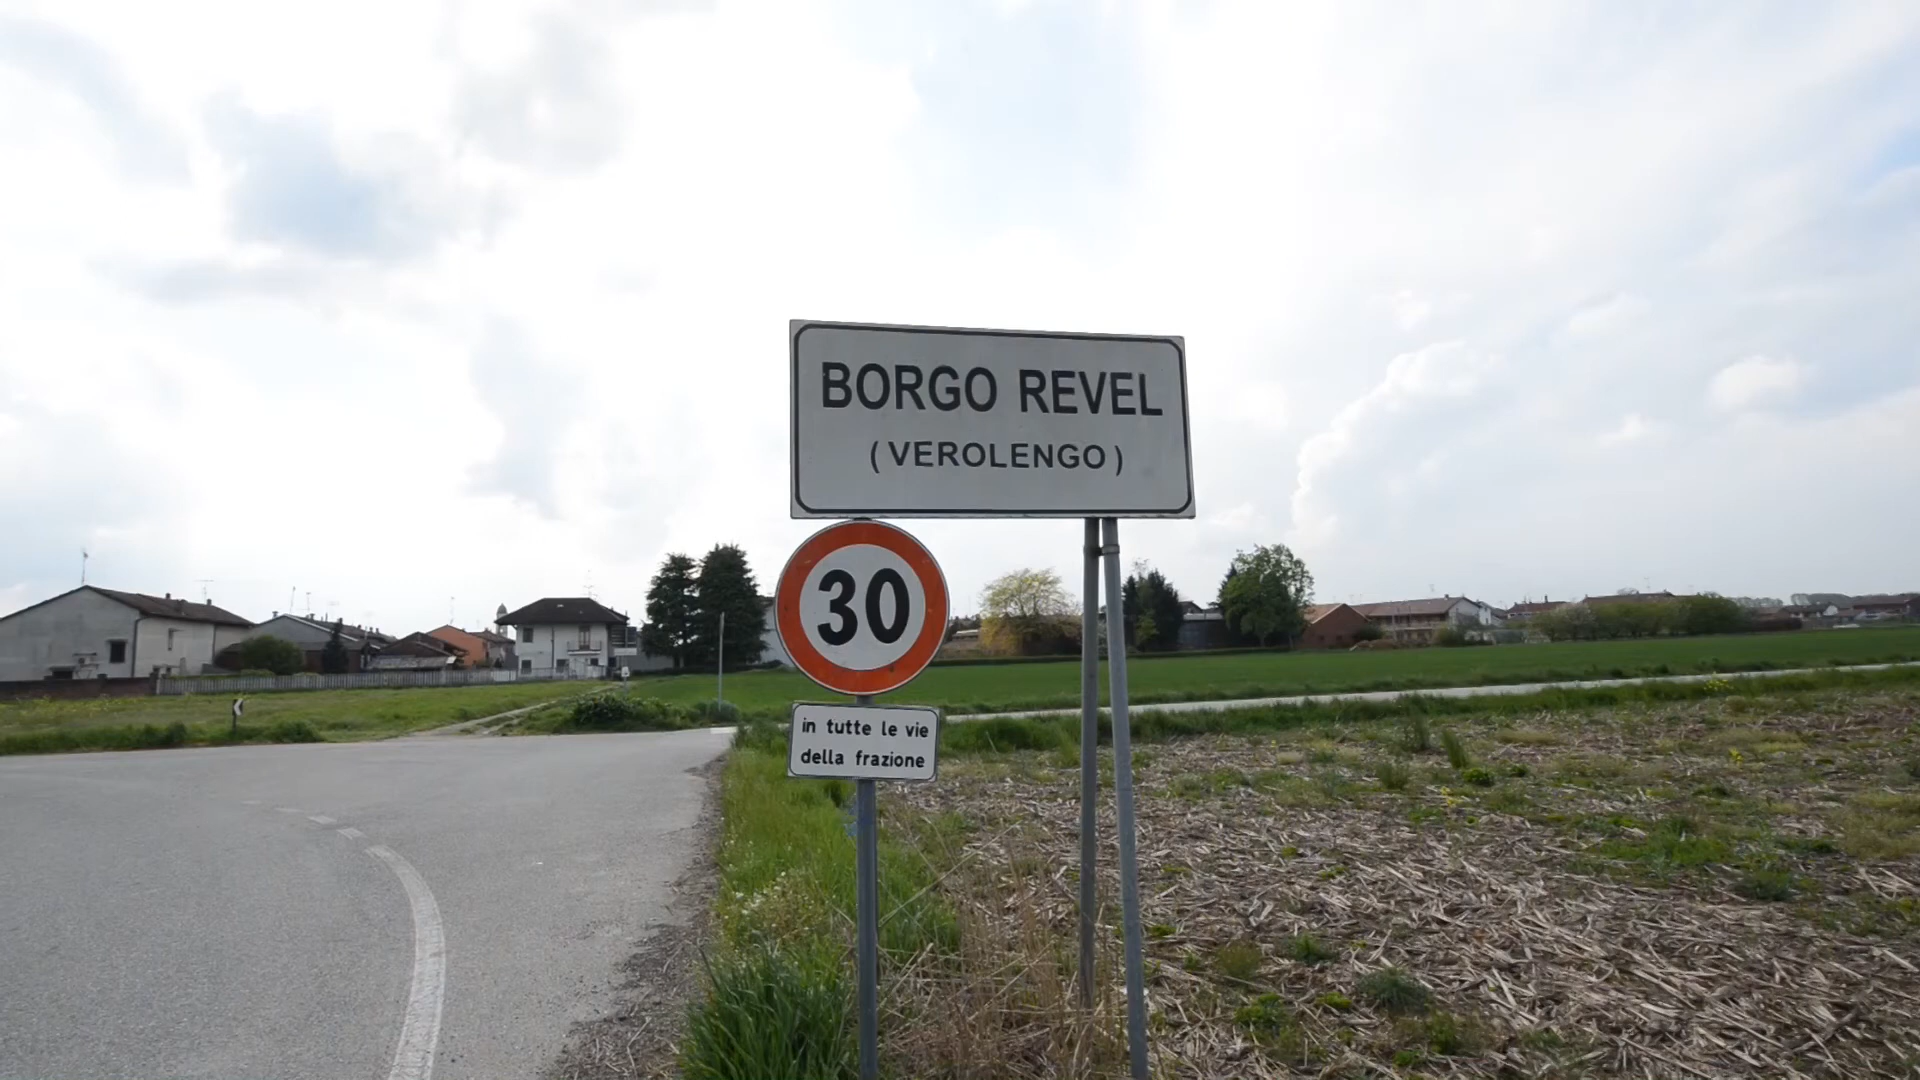 BORGO REVEL
(VEROLENGO)
30
in tutte le vie
della frazione